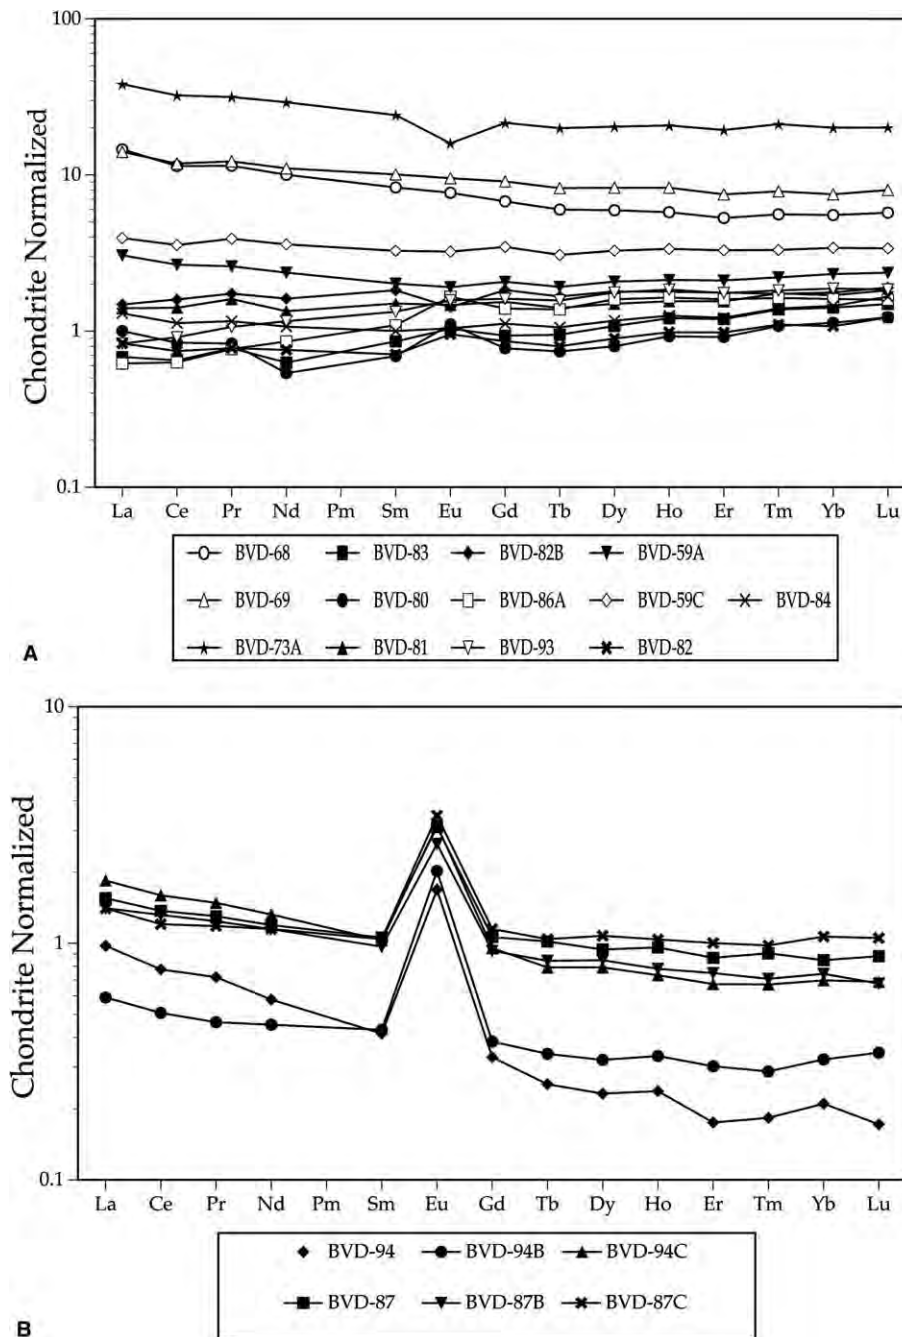 100
10
1
0.1
Chondrite Normalized
La Ce Pr Nd Pm Sm Eu Gd Tb Dy Ho Er Tm Yb Lu
BVD-68 BVD-83 BVD-82B BVD-59A
BVD-69 BVD-80 BVD-86A BVD-59C BVD-84
BVD-73A BVD-81 BVD-93 BVD-82
A
10
1
0.1
Chondrite Normalized
La Ce Pr Nd Pm Sm Eu Gd Tb Dy Ho Er Tm Yb Lu
BVD-94 BVD-94B BVD-94C
BVD-87 BVD-87B BVD-87C
B